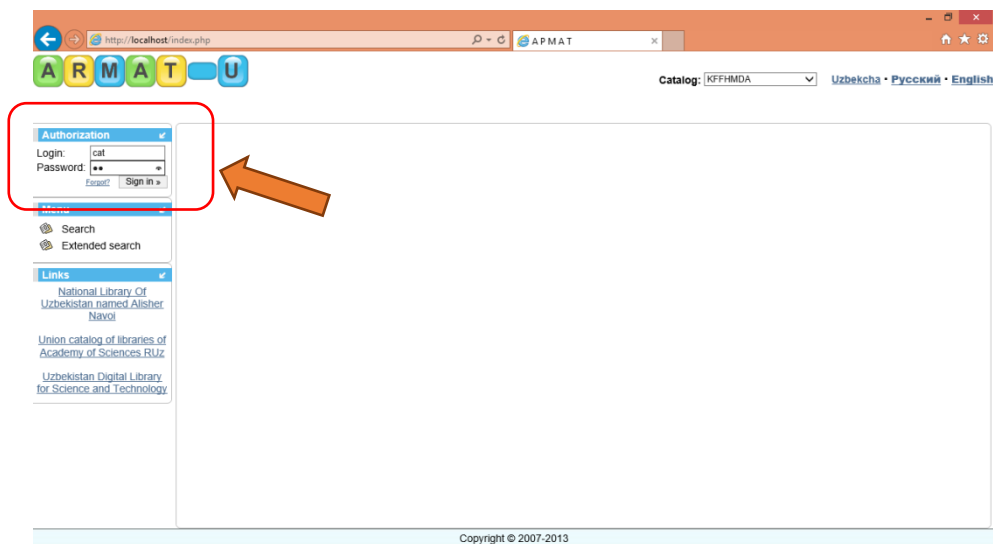 http://localhost/index.php
АРМАТ
ARMAT U
Catalog: KFFHMDA
Uzbekcha · Русский · English
Authorization
Login: cat
Password:
Forgot? Sign in »
Menu
Search
Extended search
Links
National Library Of
Uzbekistan named Alisher
Navoi
Union catalog of libraries of
Academy of Sciences RUz
Uzbekistan Digital Library
for Science and Technology
Copyright © 2007-2013